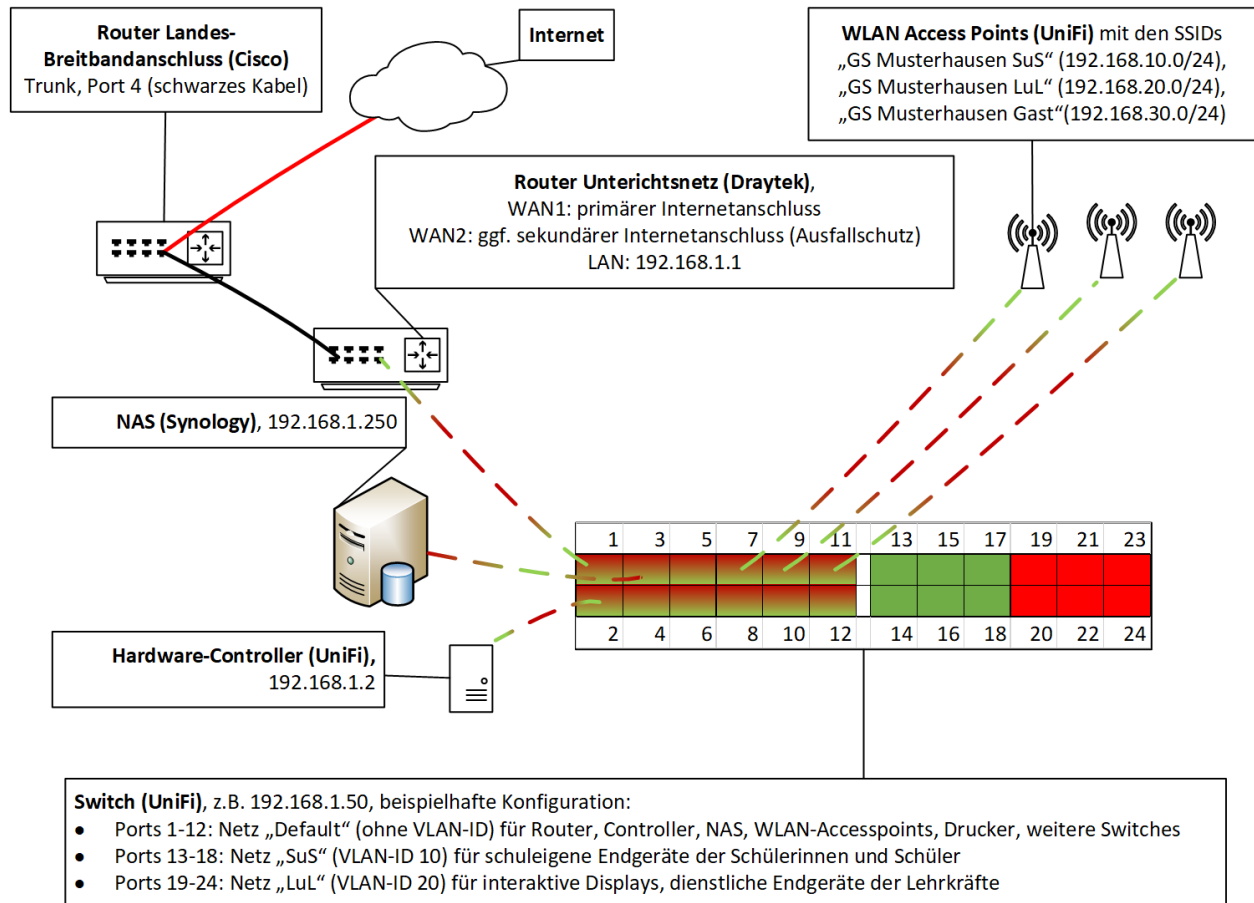 Router Landes-
Breitbandanschluss (Cisco)
Trunk, Port 4 (schwarzes Kabel)
Internet
WLAN Access Points (UniFi) mit den SSIDs
„GS Musterhausen SuS“ (192.168.10.0/24),
„GS Musterhausen LuL“ (192.168.20.0/24),
„GS Musterhausen Gast“(192.168.30.0/24)
Router Unterichtsnetz (Draytek),
WAN1: primärer Internetanschluss
WAN2: ggf. sekundärer Internetanschluss (Ausfallschutz)
LAN: 192.168.1.1
NAS (Synology), 192.168.1.250
1 3 5 7 9 11 13 15 17 19 21 23
2 4 6 8 10 12 14 16 18 20 22 24
Hardware-Controller (UniFi),
192.168.1.2
Switch (UniFi), z.B. 192.168.1.50, beispielhafte Konfiguration:
● Ports 1-12: Netz „Default“ (ohne VLAN-ID) für Router, Controller, NAS, WLAN-Accesspoints, Drucker, weitere Switches
● Ports 13-18: Netz „SuS“ (VLAN-ID 10) für schuleigene Endgeräte der Schülerinnen und Schüler
● Ports 19-24: Netz „LuL“ (VLAN-ID 20) für interaktive Displays, dienstliche Endgeräte der Lehrkräfte